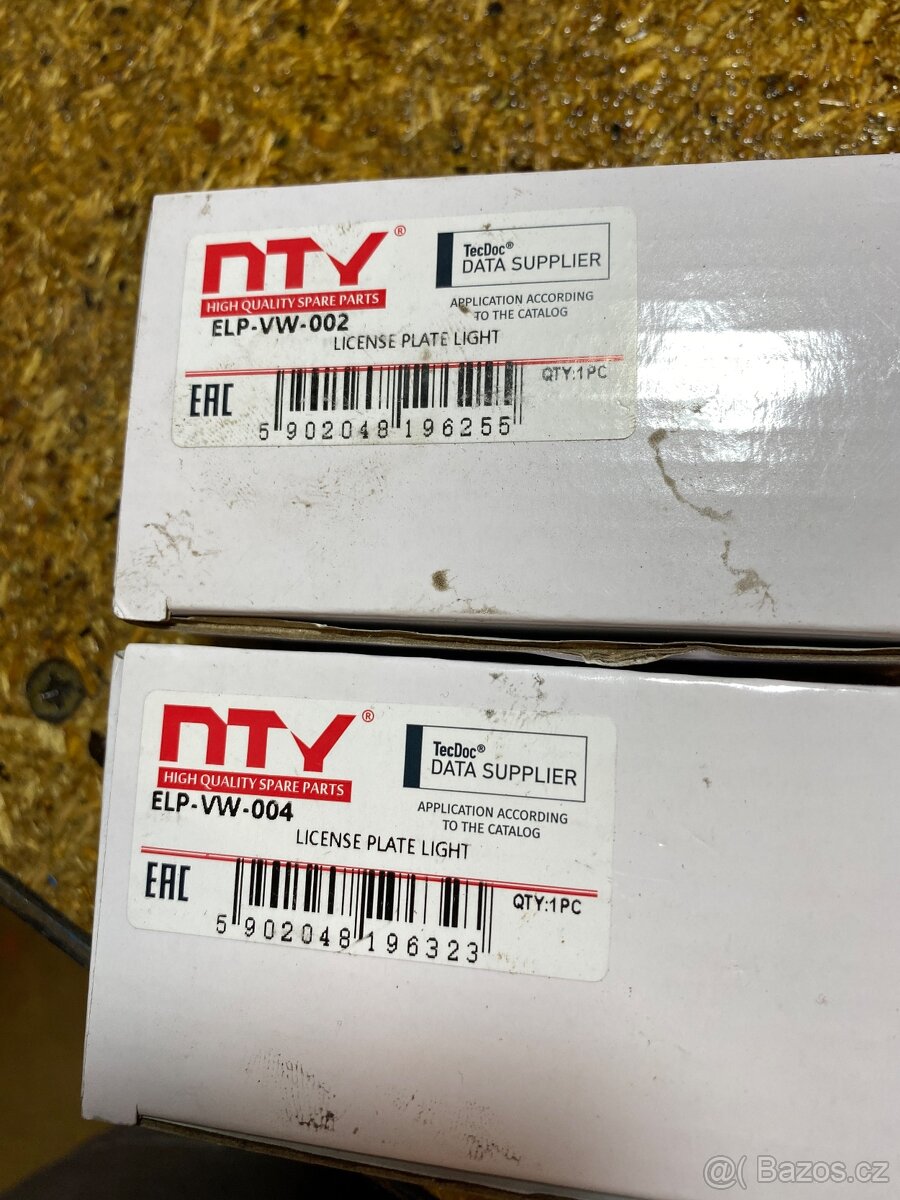 NTY®
HIGH QUALITY SPARE PARTS
TecDoc®
DATA SUPPLIER
APPLICATION ACCORDING
TO THE CATALOG
ELP-VW-002
LICENSE PLATE LIGHT
EAC
QTY:1PC
5 902048 196255
NTY®
HIGH QUALITY SPARE PARTS
TecDoc®
DATA SUPPLIER
APPLICATION ACCORDING
TO THE CATALOG
ELP-VW-004
LICENSE PLATE LIGHT
EAC
QTY:1PC
5 902048 196323
@( Bazos.cz